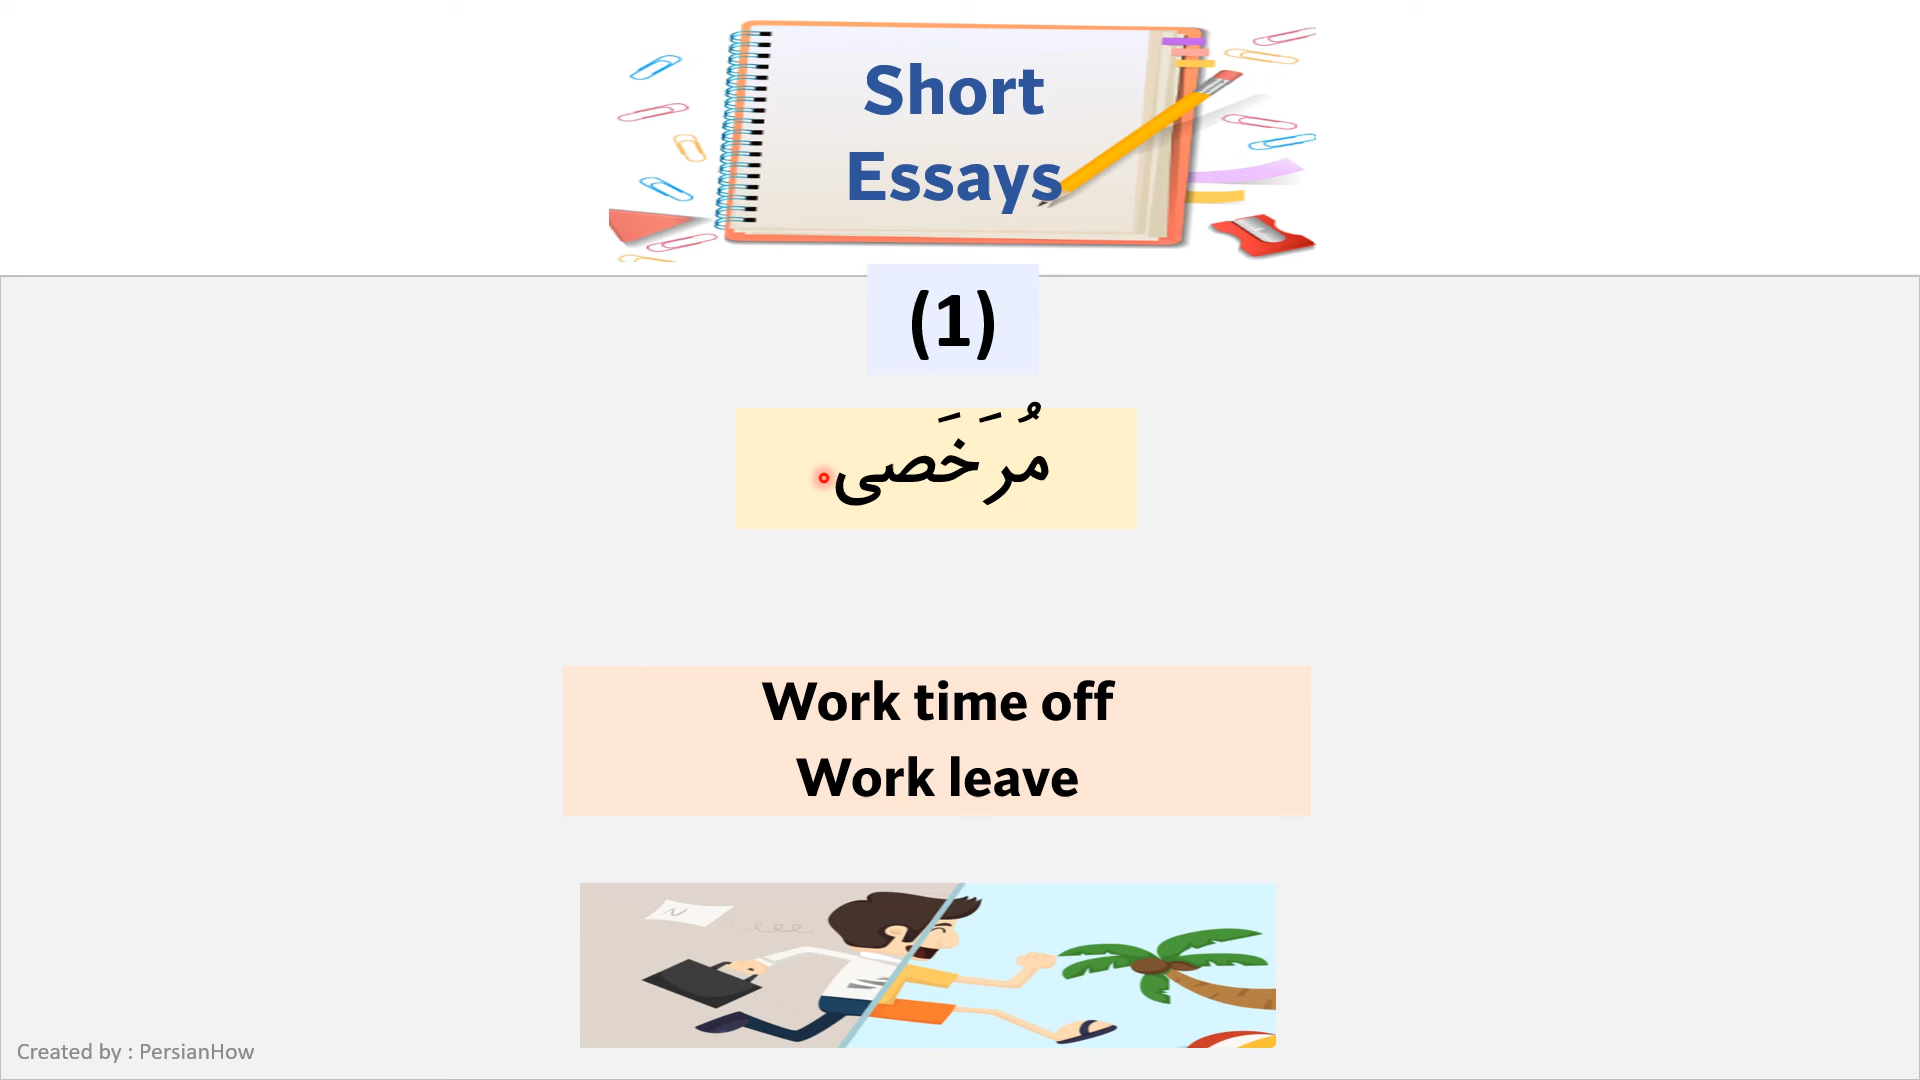 Short
Essays
(1)
مُرَخَصی
Work time off
Work leave
Created by : PersianHow